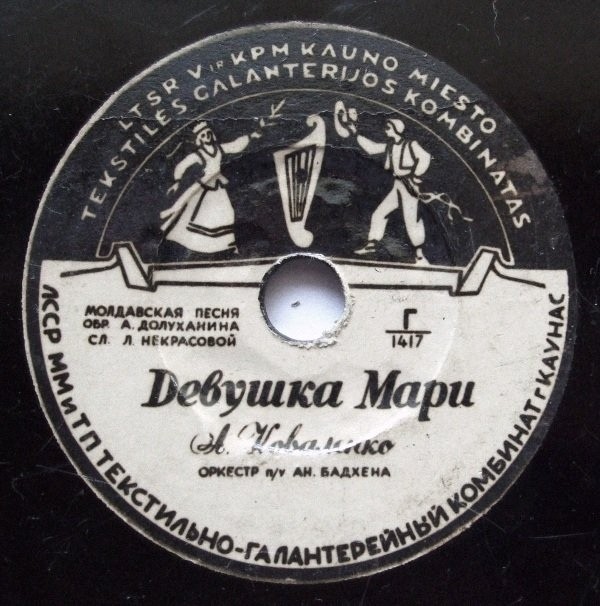 LTSR V ir KPM KAUNO MIESTO
TEKSTILĖS GALANTERIJOS KOMBINATAS
МОЛДАВСКАЯ ПЕСНЯ
ОБР. А. ДОЛУХАНИНА
СЛ. Л. НЕКРАСОВОЙ
Г
1417
Девушка Мари
А. Коваленко
ОРКЕСТР п/у АН. БАДХЕНА
ЛССР ММ и ТП ТЕКСТИЛЬНО-ГАЛАНТЕРЕЙНЫЙ КОМБИНАТ г КАУНАС